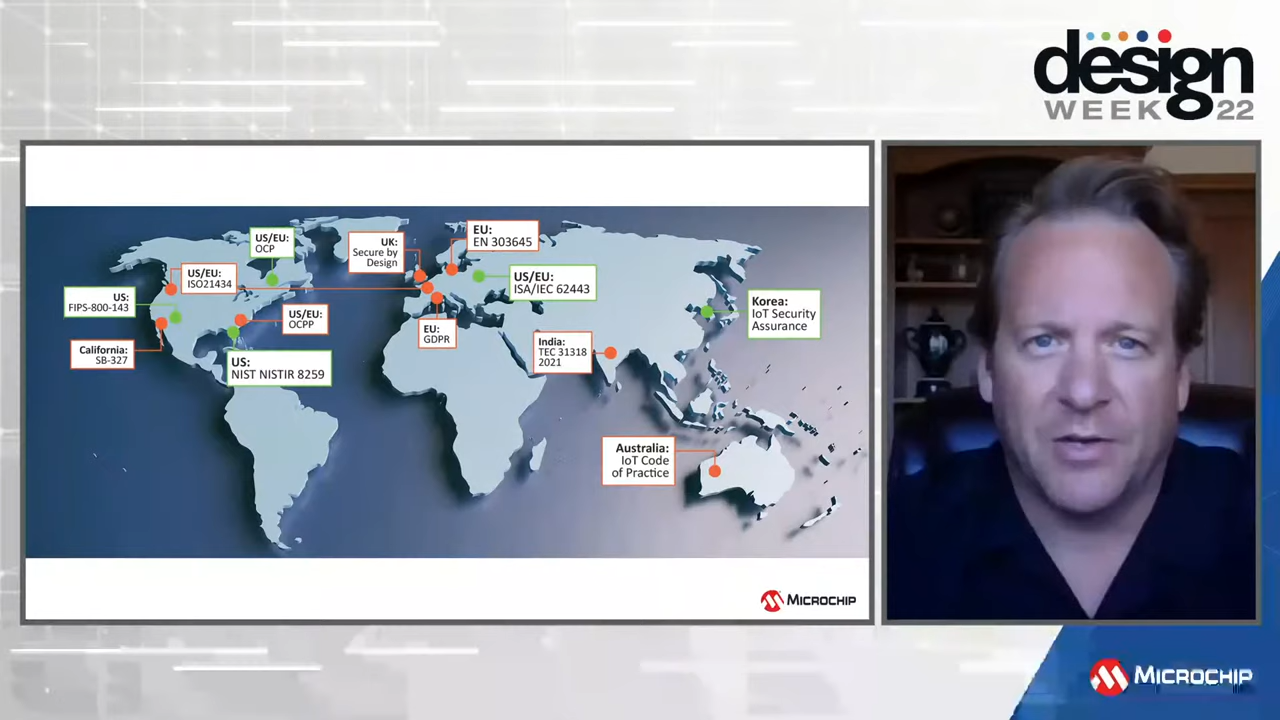 design
WEEK 22
US/EU:
OCP
UK:
Secure by
Design
EU:
EN 303645
US/EU:
ISO21434
US/EU:
ISA/IEC 62443
US:
FIPS-800-143
US/EU:
OCPP
EU:
GDPR
Korea:
IoT Security
Assurance
California:
SB-327
US:
NIST NISTIR 8259
India:
TEC 31318
2021
Australia:
IoT Code
of Practice
MICROCHIP
MICROCHIP